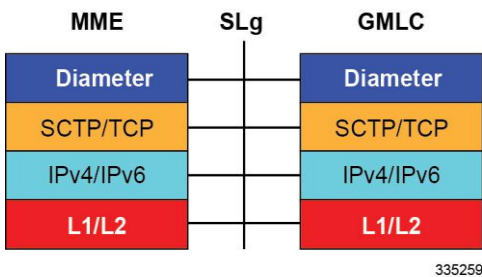 MME SLg GMLC
Diameter Diameter
SCTP/TCP SCTP/TCP
IPv4/IPv6 IPv4/IPv6
L1/L2 L1/L2
335259